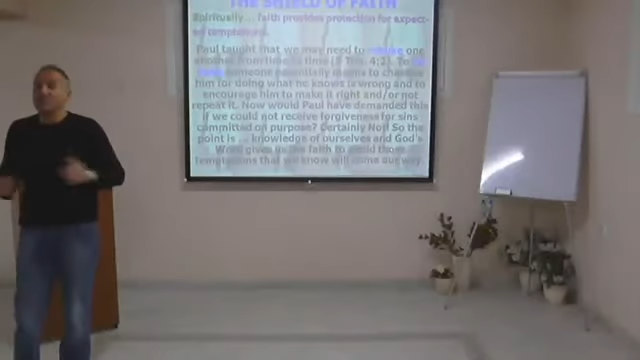 THE SHIELD OF FAITH
Spiritually... faith provides protection for expect-
ed temptations.
Paul taught that we may need to rebuke one
another from time to time (2 Tim. 4:2). To
someone essentially means to chastise
him for doing what he knows is wrong and to
encourage him to make it right and/or not
repeat it. Now would Paul have demanded this
if we could not receive forgiveness for sins
committed on purpose? Certainly Not! So the
point is ... knowledge of ourselves and God's
Word gives us the faith to avoid those
temptations that we know will come our way.